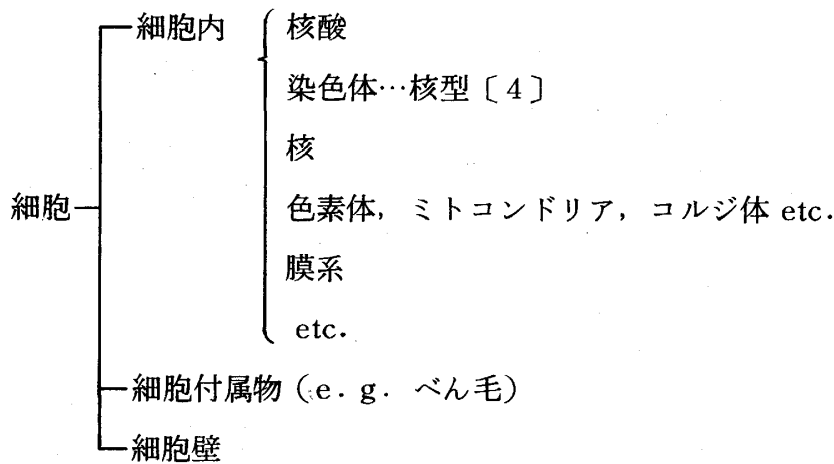 細胞内
核酸
染色体…核型〔4〕
核
細胞
色素体，ミトコンドリア，コルジ体 etc.
膜系
etc.
細胞付属物（e．g．べん毛）
細胞壁